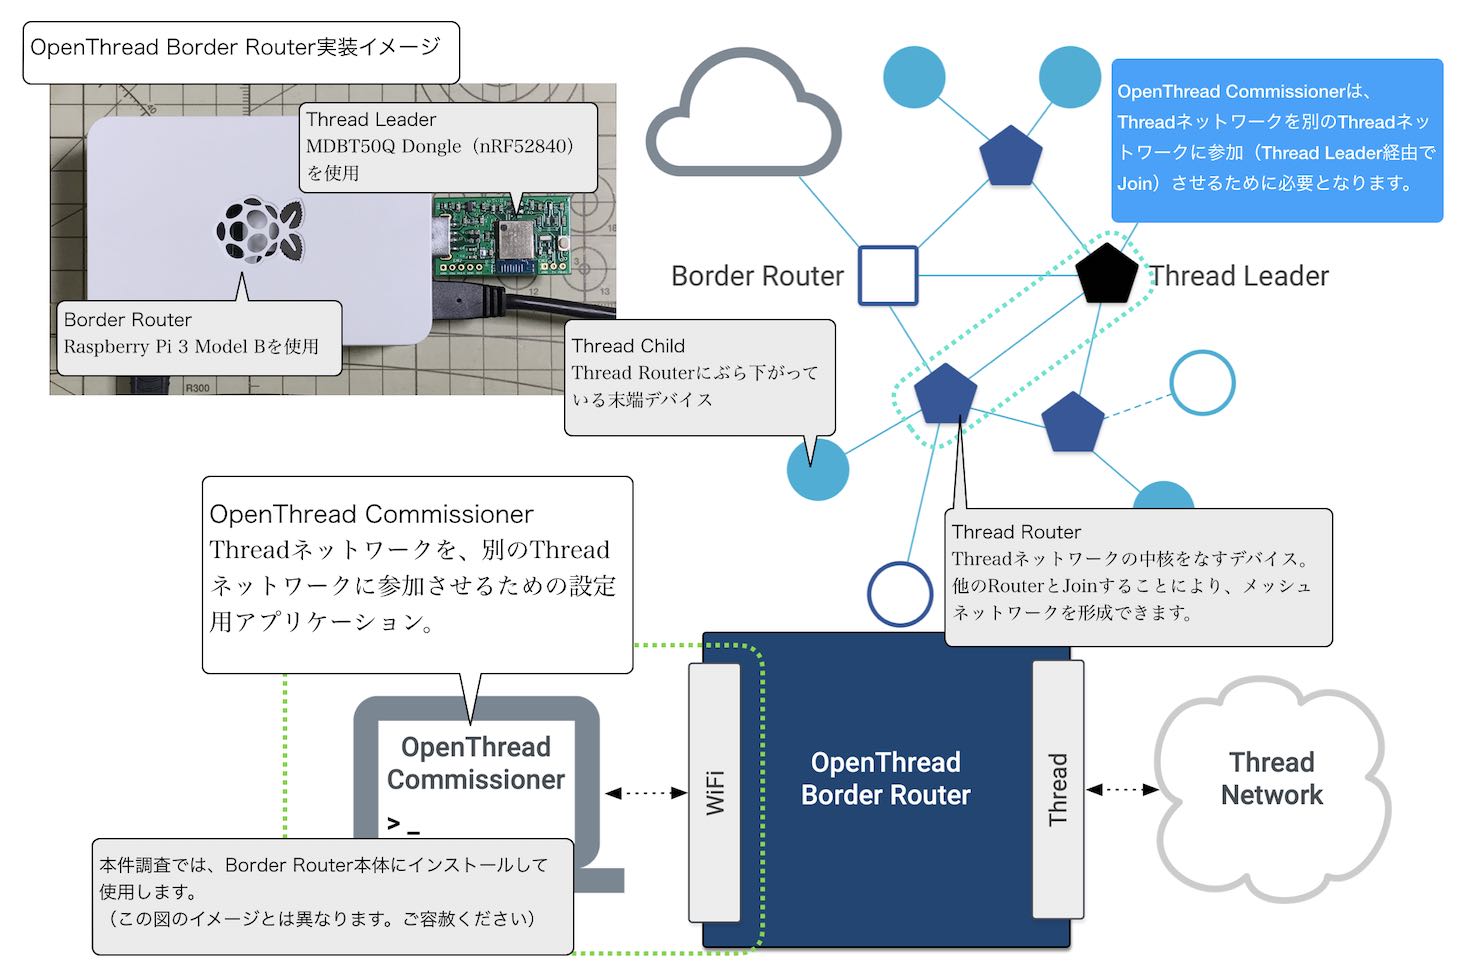 OpenThread Border Router実装イメージ
Thread Leader
MDBT50Q Dongle（nRF52840）
を使用
Border Router
Raspberry Pi 3 Model Bを使用
R300
40
12
13
18
3
OpenThread Commissionerは、
Threadネットワークを別のThreadネッ
トワークに参加（Thread Leader経由で
Join）させるために必要となります。
Border Router
Thread Leader
Thread Child
Thread Routerにぶら下がって
いる末端デバイス
Thread Router
Threadネットワークの中核をなすデバイス。
他のRouterとJoinすることにより、メッシュ
ネットワークを形成できます。
OpenThread Commissioner
Threadネットワークを、別のThread
ネットワークに参加させるための設定
用アプリケーション。
OpenThread
Commissioner
>_
本件調査では、Border Router本体にインストールして
使用します。
（この図のイメージとは異なります。ご容赦ください）
WiFi
OpenThread
Border Router
Thread
Thread
Network